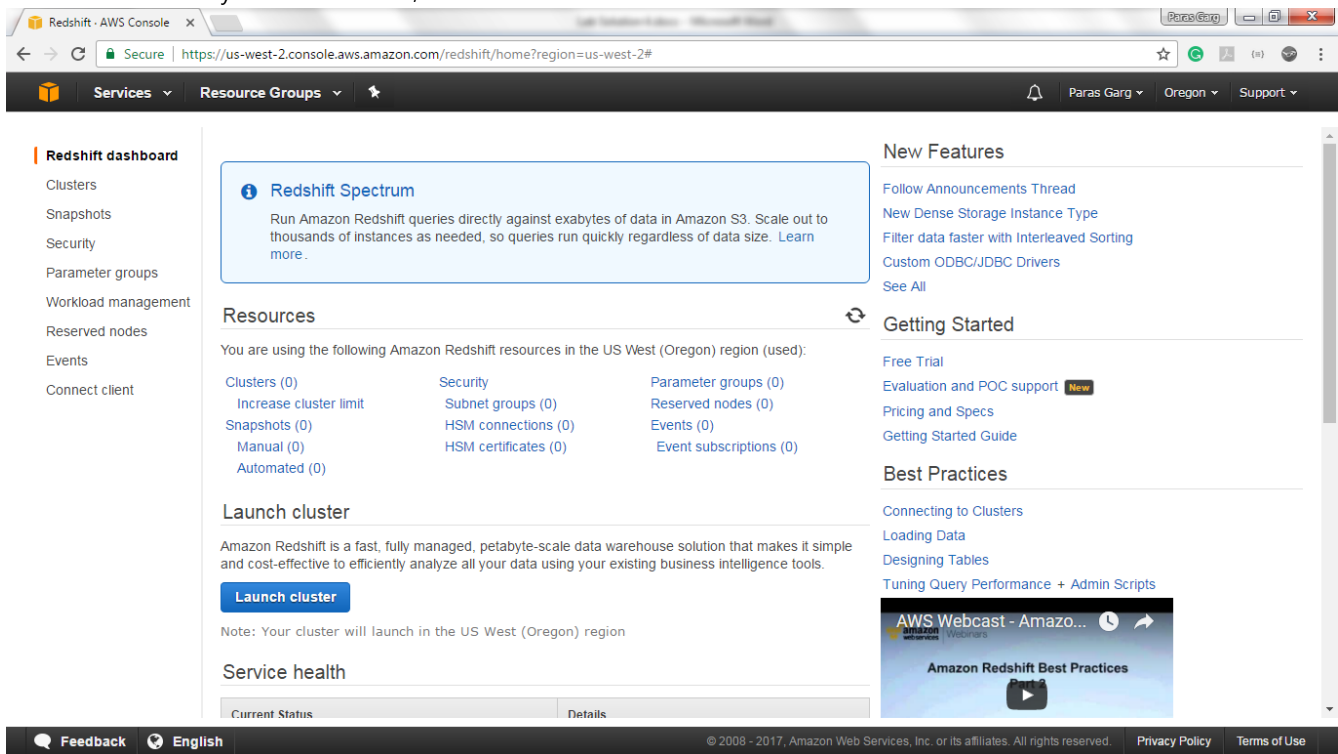 Redshift · AWS Console
Paras Garg
Secure | https://us-west-2.console.aws.amazon.com/redshift/home?region=us-west-2#
Services
Resource Groups
Paras Garg
Oregon
Support
Redshift dashboard
Clusters
Snapshots
Security
Parameter groups
Workload management
Reserved nodes
Events
Connect client
Redshift Spectrum
Run Amazon Redshift queries directly against exabytes of data in Amazon S3. Scale out to
thousands of instances as needed, so queries run quickly regardless of data size. Learn
more.
Resources
You are using the following Amazon Redshift resources in the US West (Oregon) region (used):
Clusters (0)
Increase cluster limit
Snapshots (0)
Manual (0)
Automated (0)
Security
Subnet groups (0)
HSM connections (0)
HSM certificates (0)
Parameter groups (0)
Reserved nodes (0)
Events (0)
Event subscriptions (0)
Launch cluster
Amazon Redshift is a fast, fully managed, petabyte-scale data warehouse solution that makes it simple
and cost-effective to efficiently analyze all your data using your existing business intelligence tools.
Launch cluster
Note: Your cluster will launch in the US West (Oregon) region
Service health
Current Status
Details
New Features
Follow Announcements Thread
New Dense Storage Instance Type
Filter data faster with Interleaved Sorting
Custom ODBC/JDBC Drivers
See All
Getting Started
Free Trial
Evaluation and POC support New
Pricing and Specs
Getting Started Guide
Best Practices
Connecting to Clusters
Loading Data
Designing Tables
Tuning Query Performance + Admin Scripts
AWS Webcast - Amazo...
amazon webservices Webinars
Amazon Redshift Best Practices
Part 2
Feedback
English
© 2008 - 2017, Amazon Web Services, Inc. or its affiliates. All rights reserved.
Privacy Policy
Terms of Use